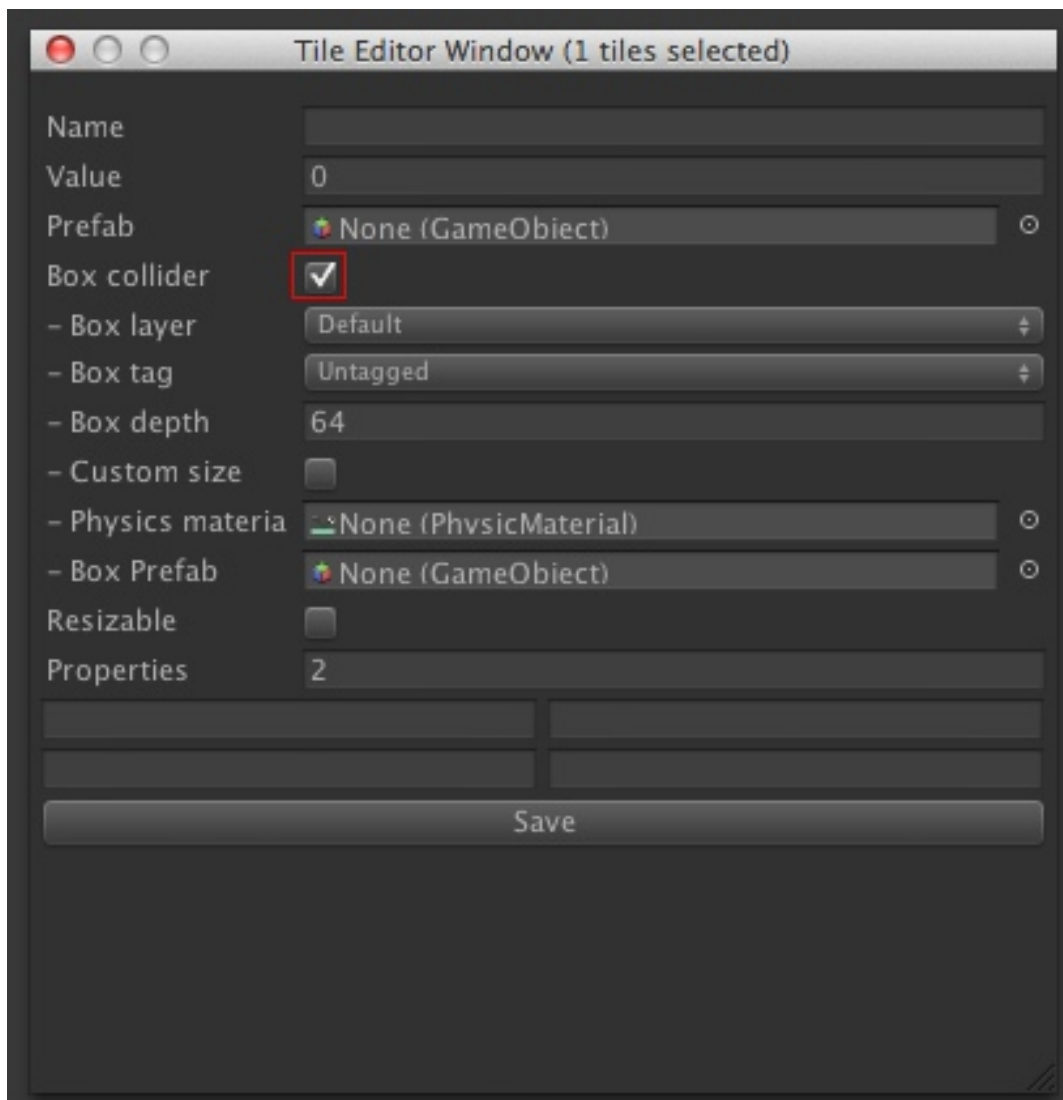 Tile Editor Window (1 tiles selected)
Name
Value 0
Prefab None (GameObject)
Box collider
– Box layer Default
– Box tag Untagged
– Box depth 64
– Custom size
– Physics materia None (PhysicMaterial)
– Box Prefab None (GameObject)
Resizable
Properties 2
Save